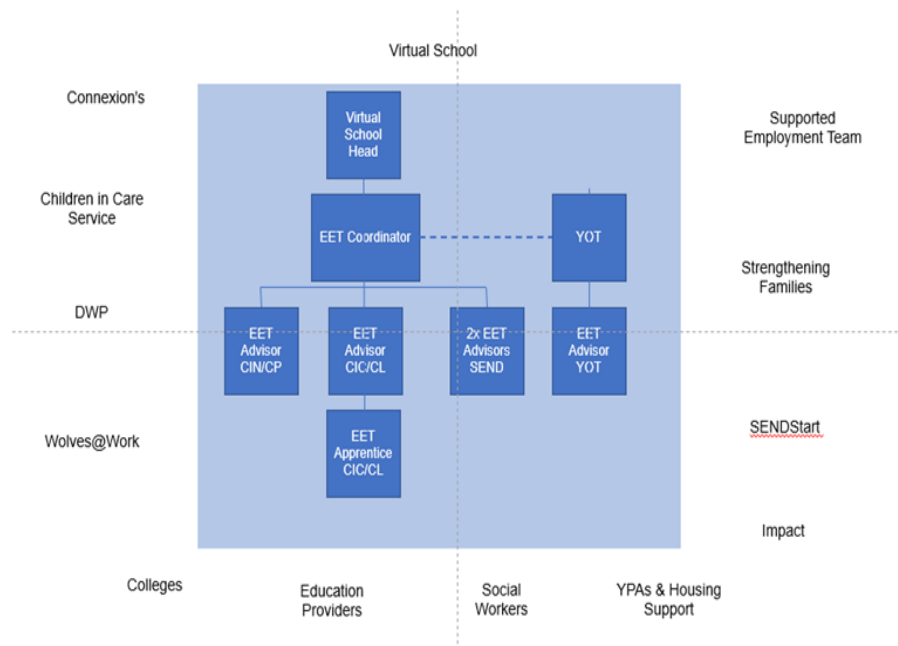 Virtual School
Connexion's
Virtual
School
Head
Supported
Employment Team
Children in Care
Service
EET Coordinator
YOT
Strengthening
Families
DWP
EET
Advisor
CIN/CP
EET
Advisor
CIC/CL
2x EET
Advisors
SEND
EET
Advisor
YOT
Wolves@Work
EET
Apprentice
CIC/CL
SENDStart
Impact
Colleges
Education
Providers
Social
Workers
YPAs & Housing
Support